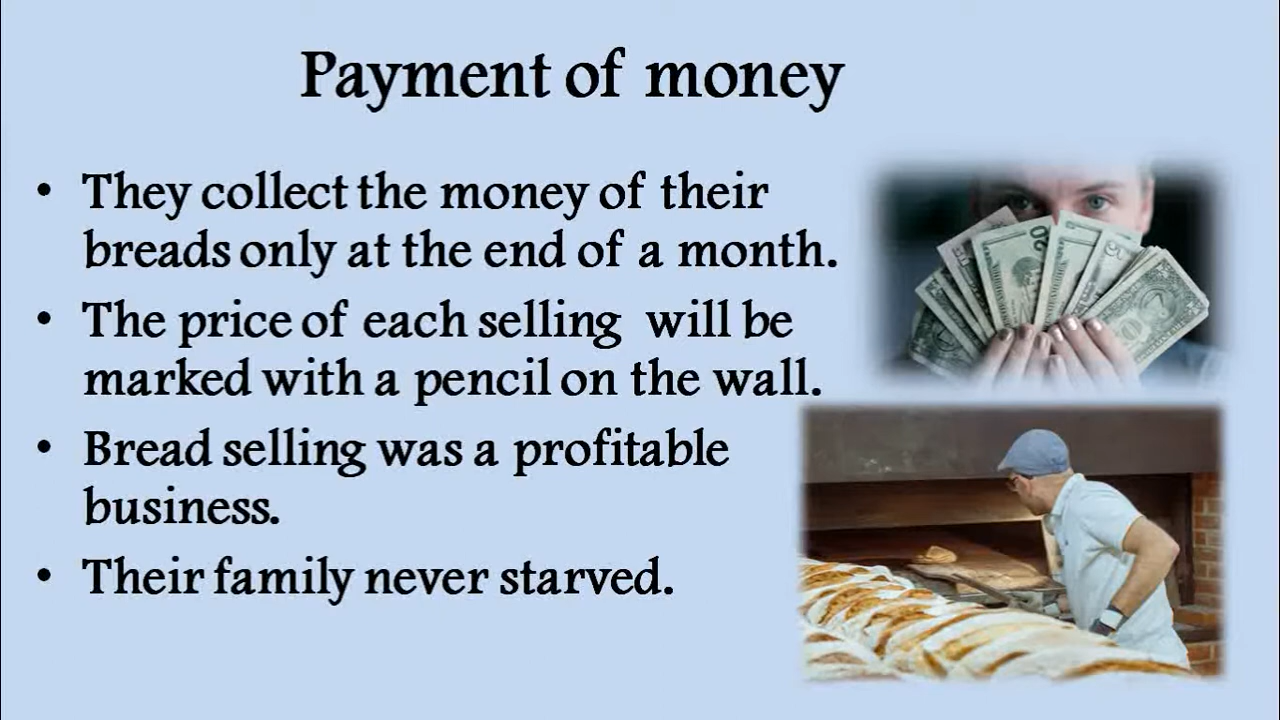 Payment of money
• They collect the money of their
breads only at the end of a month.
• The price of each selling will be
marked with a pencil on the wall.
• Bread selling was a profitable
business.
• Their family never starved.